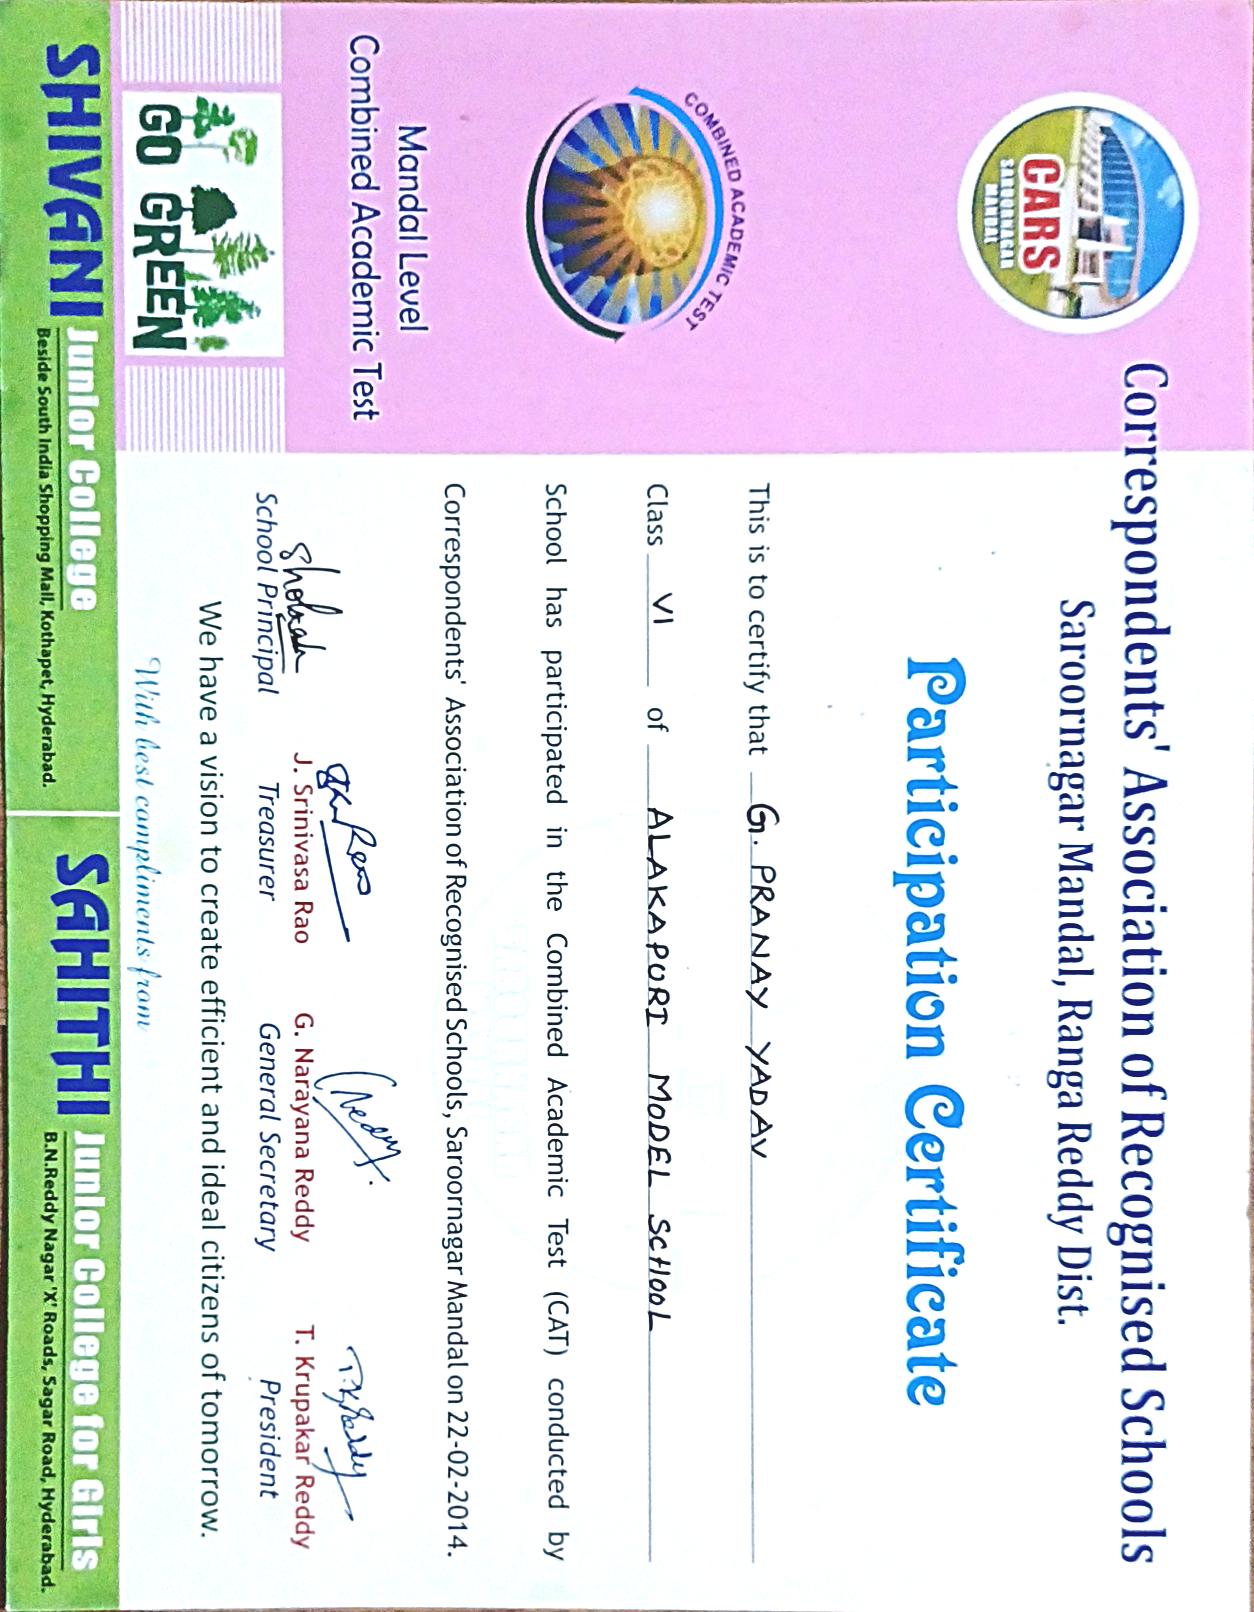 CARS
SAROORNAGAR
MANDAL
Correspondents' Association of Recognised Schools
Saroornagar Mandal, Ranga Reddy Dist.
COMBINED ACADEMIC TEST
Mandal Level
Combined Academic Test
GO GREEN
Participation Certificate
This is to certify that G. PRANAY YADAV
Class VI of ALAKAPURI MODEL SCHOOL
School has participated in the Combined Academic Test (CAT) conducted by
Correspondents' Association of Recognised Schools, Saroornagar Mandal on 22-02-2014.
J. Srinivasa Rao G. Narayana Reddy T. Krupakar Reddy
School Principal Treasurer General Secretary President
We have a vision to create efficient and ideal citizens of tomorrow.
With best compliments from
SHIVANI Junior College
Beside South India Shopping Mall, Kothapet, Hyderabad.
SAHITHI Junior College for Girls
B.N.Reddy Nagar 'X' Roads, Sagar Road, Hyderabad.